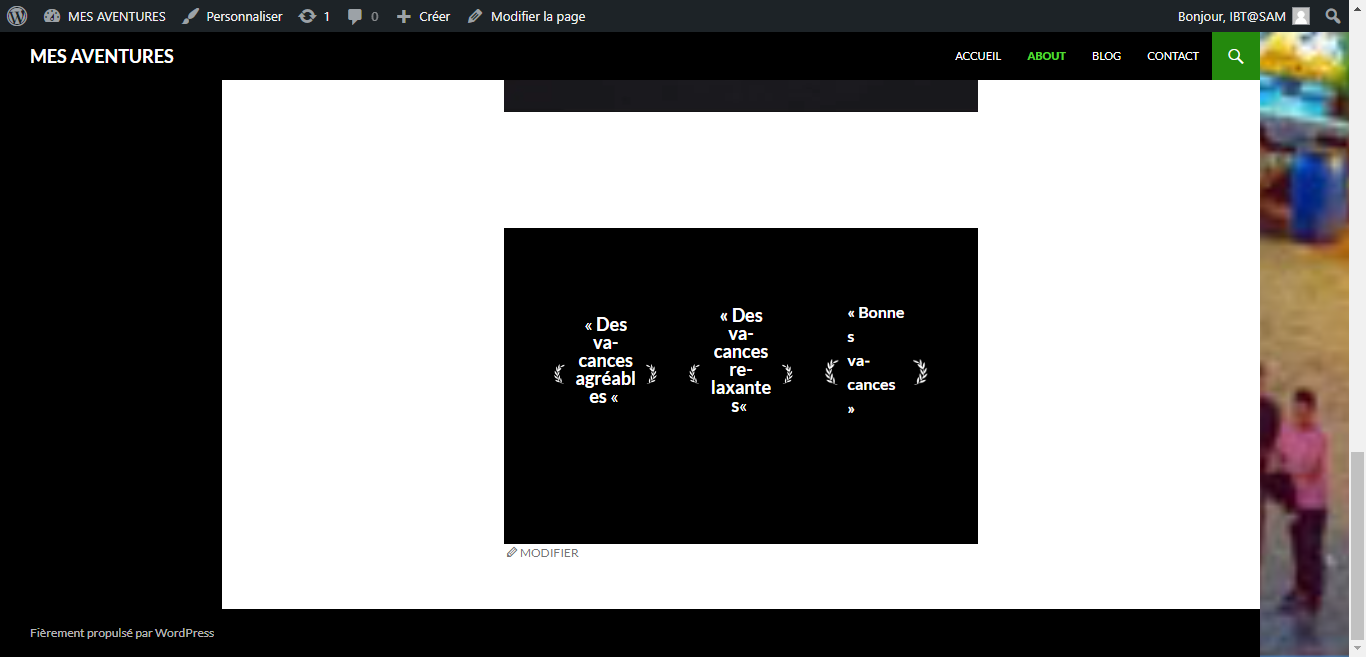 MES AVENTURES Personnaliser 1 0 Créer Modifier la page Bonjour, IBT@SAM
MES AVENTURES ACCUEIL ABOUT BLOG CONTACT
« Des
va-
cances
agréabl
es «
« Des
va-
cances
re-
laxante
s«
« Bonne
s
va-
cances
»
MODIFIER
Fièrement propulsé par WordPress